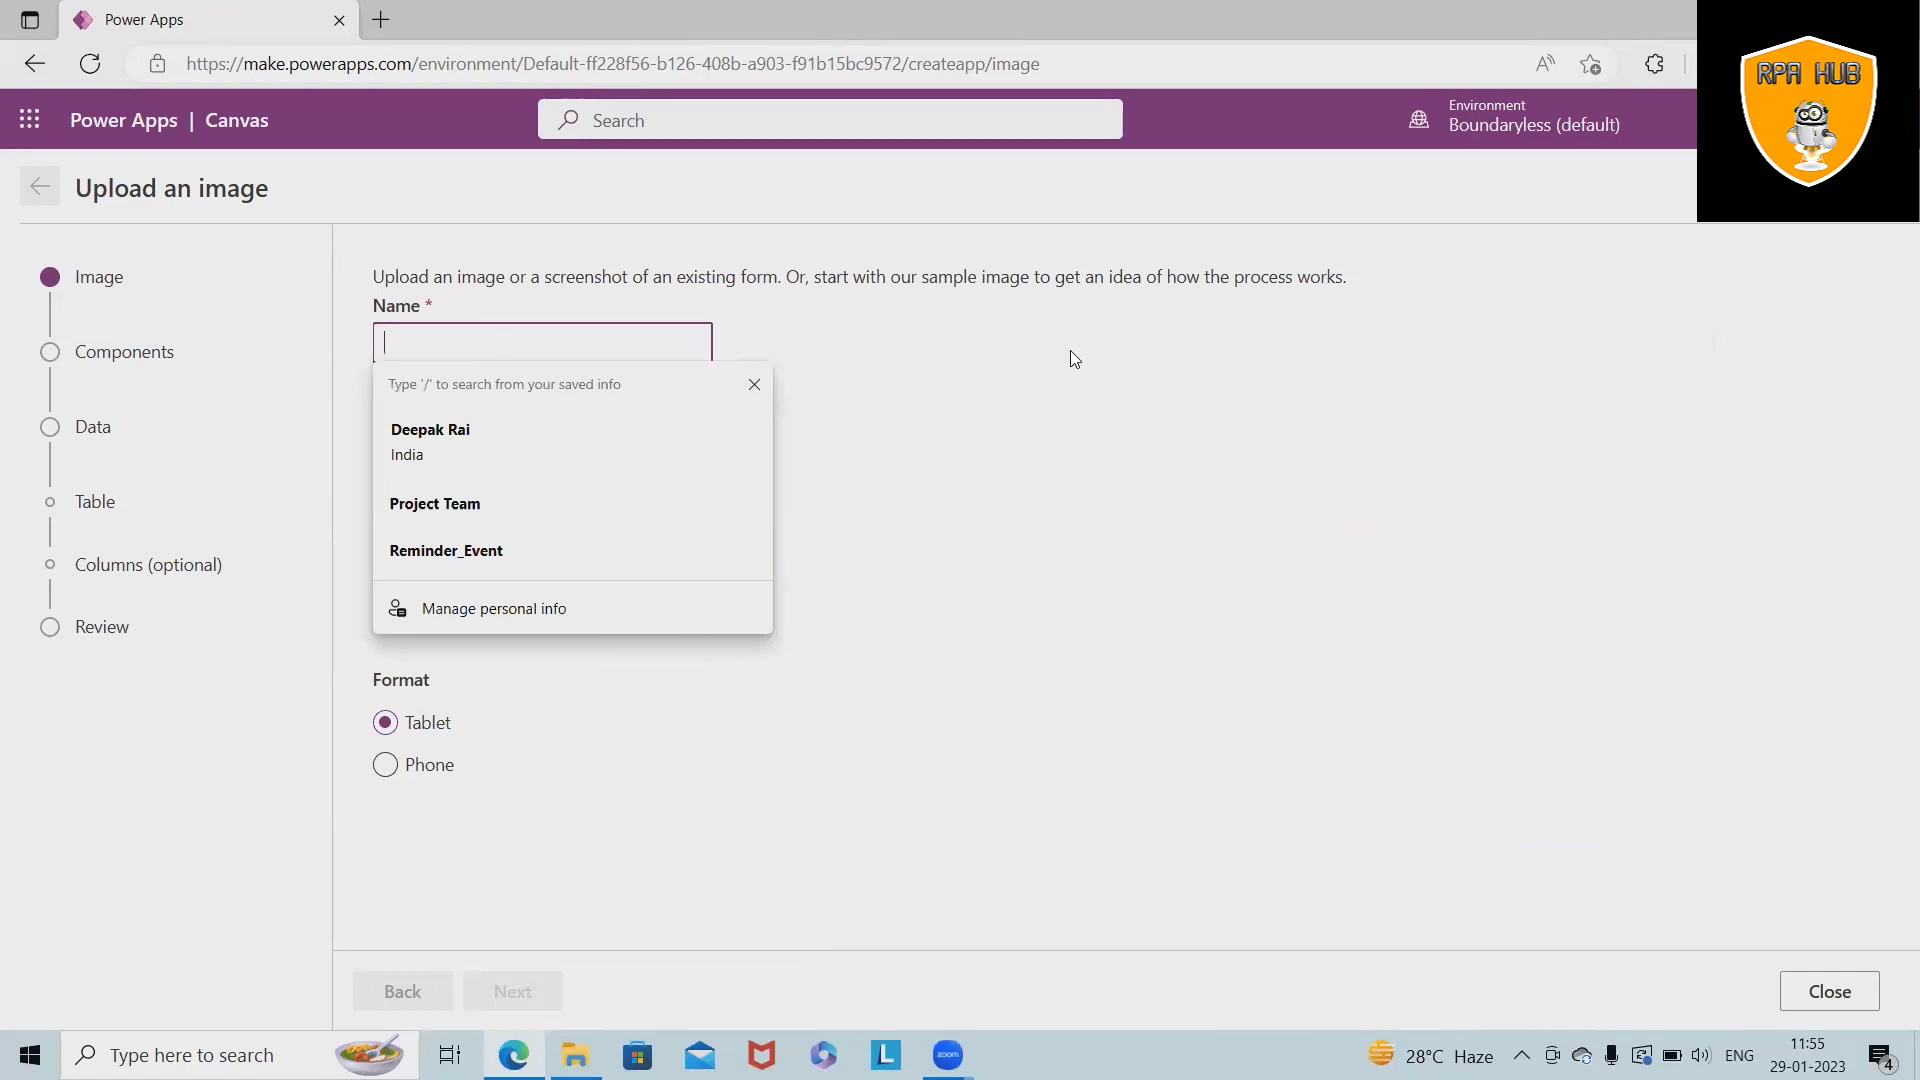 Power Apps
https://make.powerapps.com/environment/Default-ff228f56-b126-408b-a903-f91b15bc9572/createapp/image
RPA HUB
Power Apps | Canvas
Search
Environment
Boundaryless (default)
Upload an image
Image
Components
Data
Table
Columns (optional)
Review
Upload an image or a screenshot of an existing form. Or, start with our sample image to get an idea of how the process works.
Name *
Type '/' to search from your saved info
Deepak Rai
India
Project Team
Reminder_Event
Manage personal info
Format
Tablet
Phone
Back
Next
Close
Type here to search
L
zoom
28°C Haze
ENG
11:55
29-01-2023
4